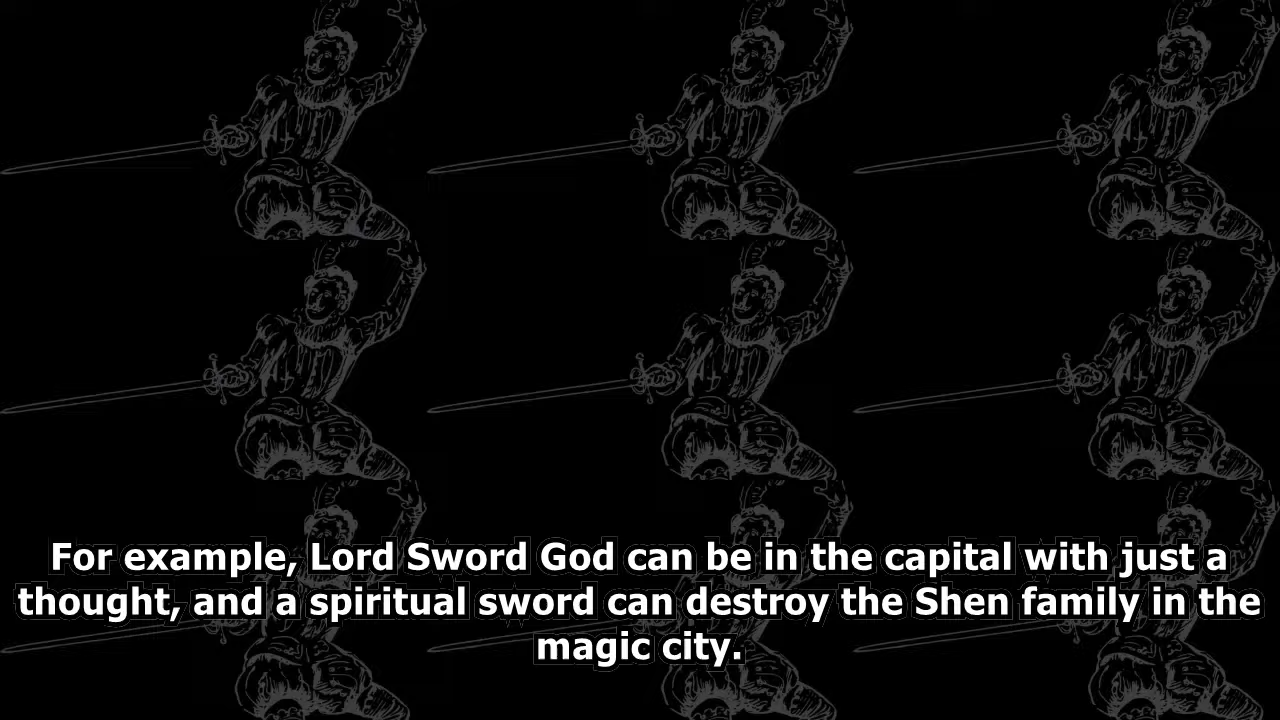 For example, Lord Sword God can be in the capital with just a
thought, and a spiritual sword can destroy the Shen family in the
magic city.